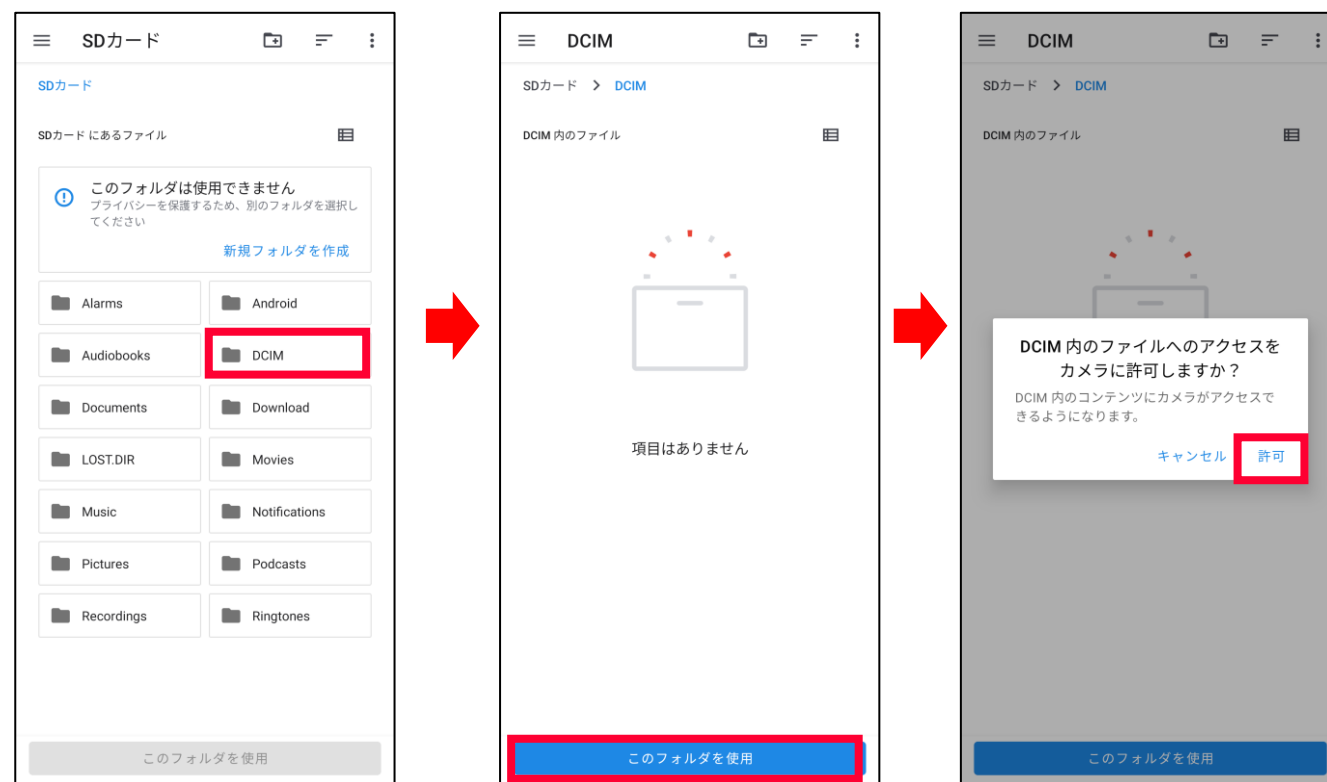 SDカード
SDカード
SDカード にあるファイル
このフォルダは使用できません
プライバシーを保護するため、別のフォルダを選択し
てください
新規フォルダを作成
Alarms
Android
Audiobooks
DCIM
Documents
Download
LOST.DIR
Movies
Music
Notifications
Pictures
Podcasts
Recordings
Ringtones
このフォルダを使用
DCIM
SDカード > DCIM
DCIM 内のファイル
項目はありません
このフォルダを使用
DCIM
SDカード > DCIM
DCIM 内のファイル
DCIM 内のファイルへのアクセスを
カメラに許可しますか？
DCIM 内のコンテンツにカメラがアクセスで
きるようになります。
キャンセル 許可
このフォルダを使用